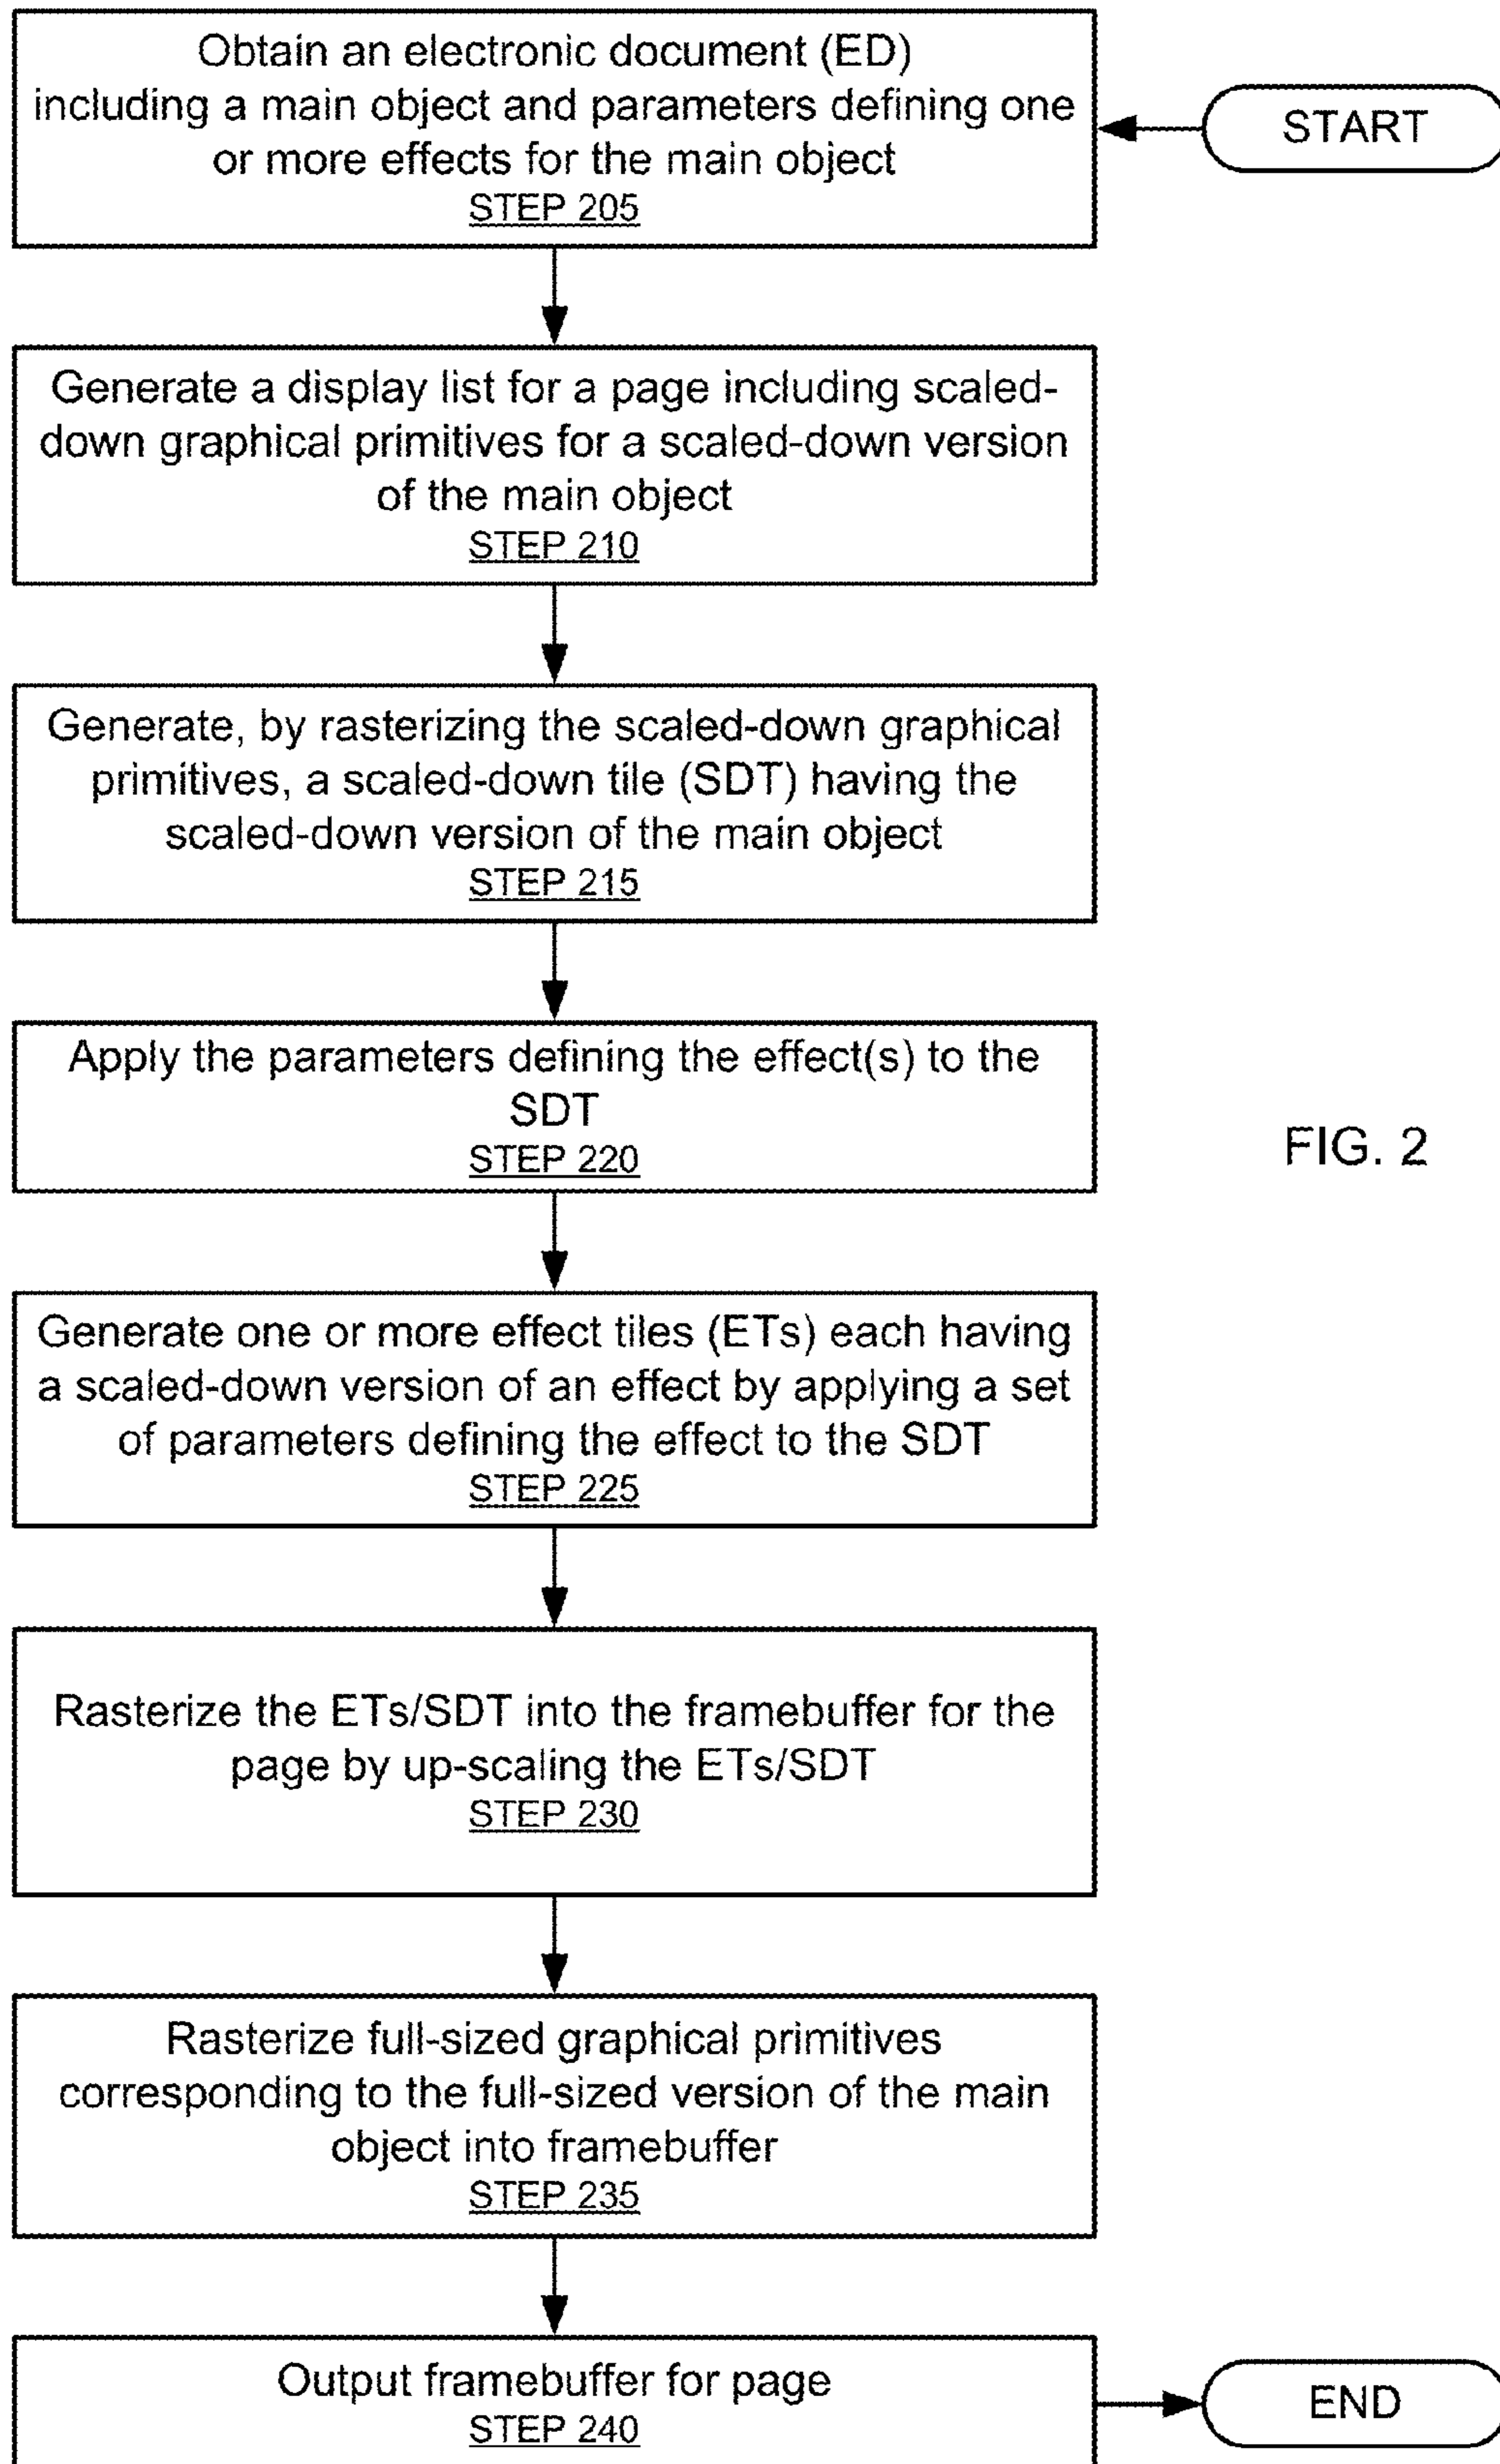 Obtain an electronic document (ED)
including a main object and parameters defining one
or more effects for the main object
STEP 205
START
Generate a display list for a page including scaled-
down graphical primitives for a scaled-down version
of the main object
STEP 210
Generate, by rasterizing the scaled-down graphical
primitives, a scaled-down tile (SDT) having the
scaled-down version of the main object
STEP 215
Apply the parameters defining the effect(s) to the
SDT
STEP 220
FIG. 2
Generate one or more effect tiles (ETs) each having
a scaled-down version of an effect by applying a set
of parameters defining the effect to the SDT
STEP 225
Rasterize the ETs/SDT into the framebuffer for the
page by up-scaling the ETs/SDT
STEP 230
Rasterize full-sized graphical primitives
corresponding to the full-sized version of the main
object into framebuffer
STEP 235
Output framebuffer for page
STEP 240
END